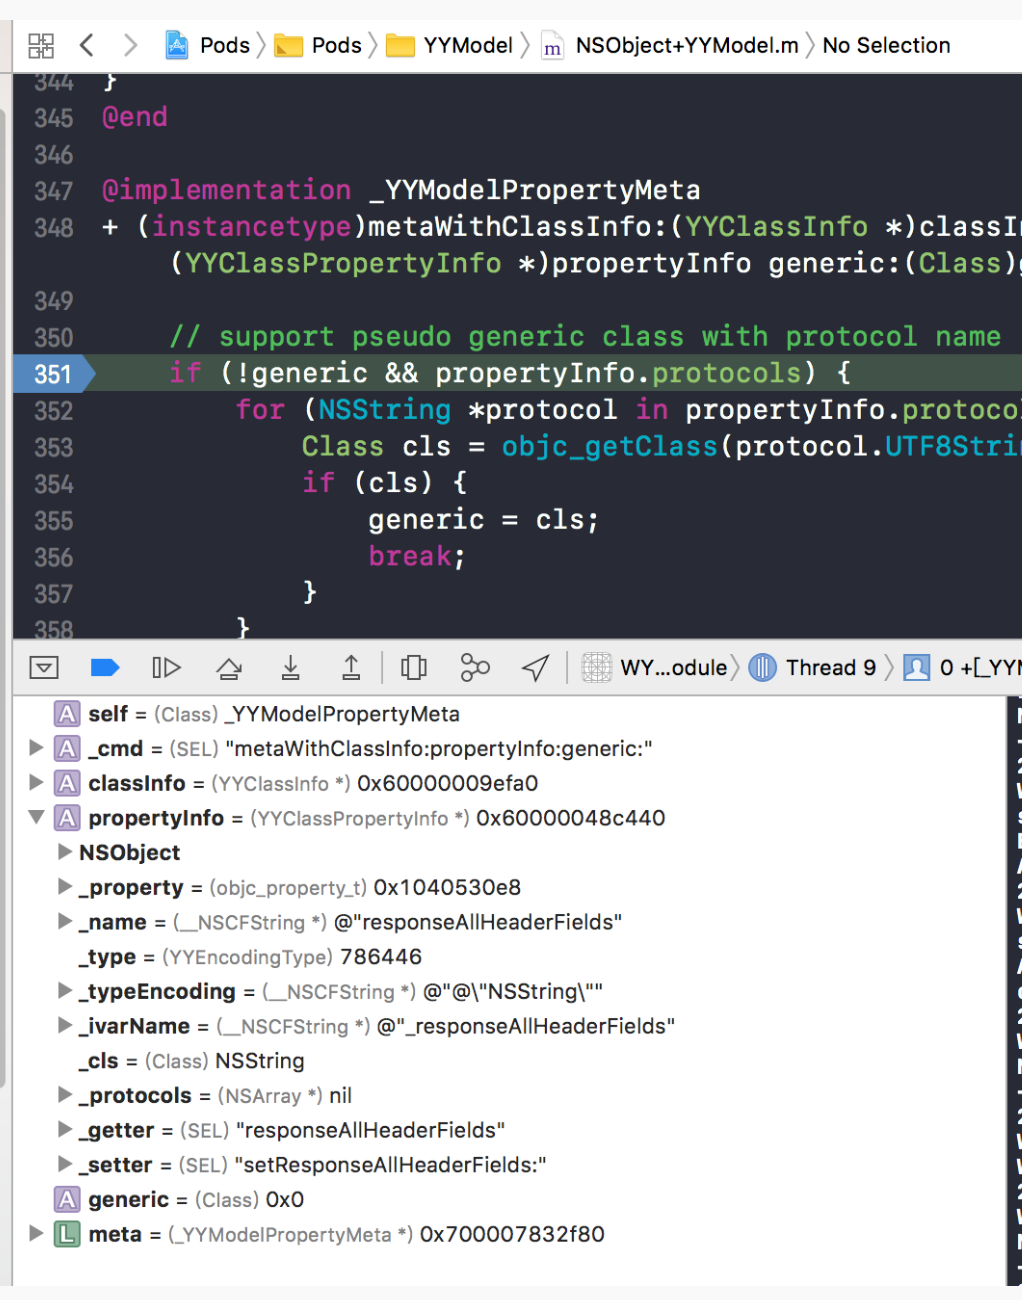 Pods Pods YYModel m NSObject+YYModel.m No Selection
344 }
345 @end
346
347 @implementation _YYModelPropertyMeta
348 + (instancetype)metaWithClassInfo:(YYClassInfo *)classI
(YYClassPropertyInfo *)propertyInfo generic:(Class)
349
350 // support pseudo generic class with protocol name
351 if (!generic && propertyInfo.protocols) {
352 for (NSString *protocol in propertyInfo.protoco
353 Class cls = objc_getClass(protocol.UTF8Stri
354 if (cls) {
355 generic = cls;
356 break;
357 }
358 }
WY...odule Thread 9 0 +[_YY
A self = (Class) _YYModelPropertyMeta
A _cmd = (SEL) "metaWithClassInfo:propertyInfo:generic:"
A classInfo = (YYClassInfo *) 0x60000009efa0
A propertyInfo = (YYClassPropertyInfo *) 0x60000048c440
NSObject
_property = (objc_property_t) 0x1040530e8
_name = (__NSCFString *) @"responseAllHeaderFields"
_type = (YYEncodingType) 786446
_typeEncoding = (__NSCFString *) @"@\"NSString\""
_ivarName = (__NSCFString *) @"_responseAllHeaderFields"
_cls = (Class) NSString
_protocols = (NSArray *) nil
_getter = (SEL) "responseAllHeaderFields"
_setter = (SEL) "setResponseAllHeaderFields:"
A generic = (Class) 0x0
L meta = (_YYModelPropertyMeta *) 0x700007832f80